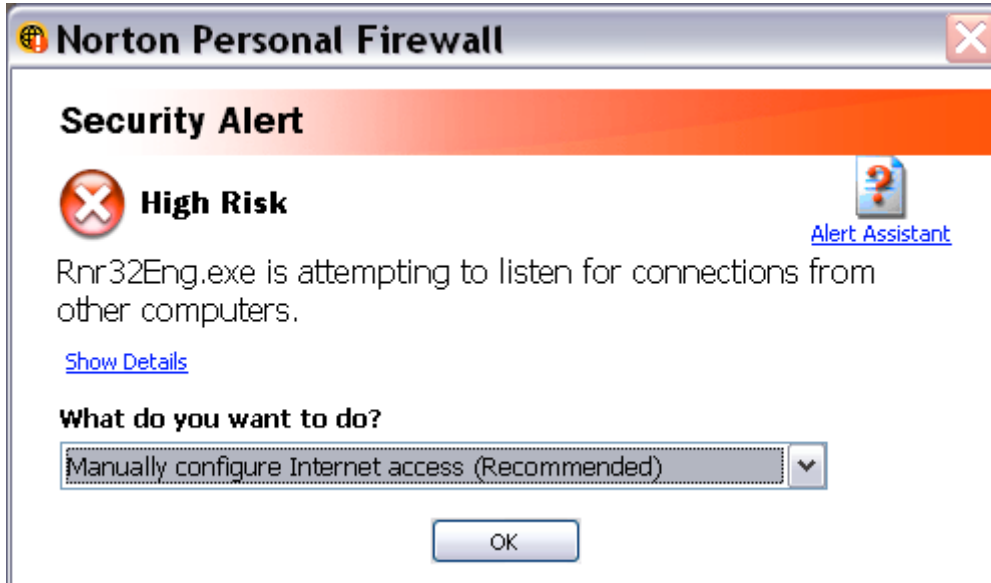 Norton Personal Firewall
Security Alert
High Risk
Alert Assistant
Rnr32Eng.exe is attempting to listen for connections from
other computers.
Show Details
What do you want to do?
Manually configure Internet access (Recommended)
OK